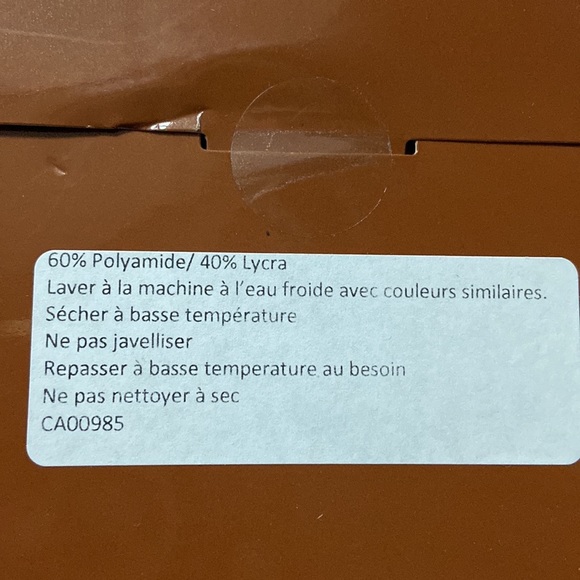 60% Polyamide/ 40% Lycra
Laver à la machine à l'eau froide avec couleurs similaires.
Sécher à basse température
Ne pas javelliser
Repasser à basse temperature au besoin
Ne pas nettoyer à sec
CA00985